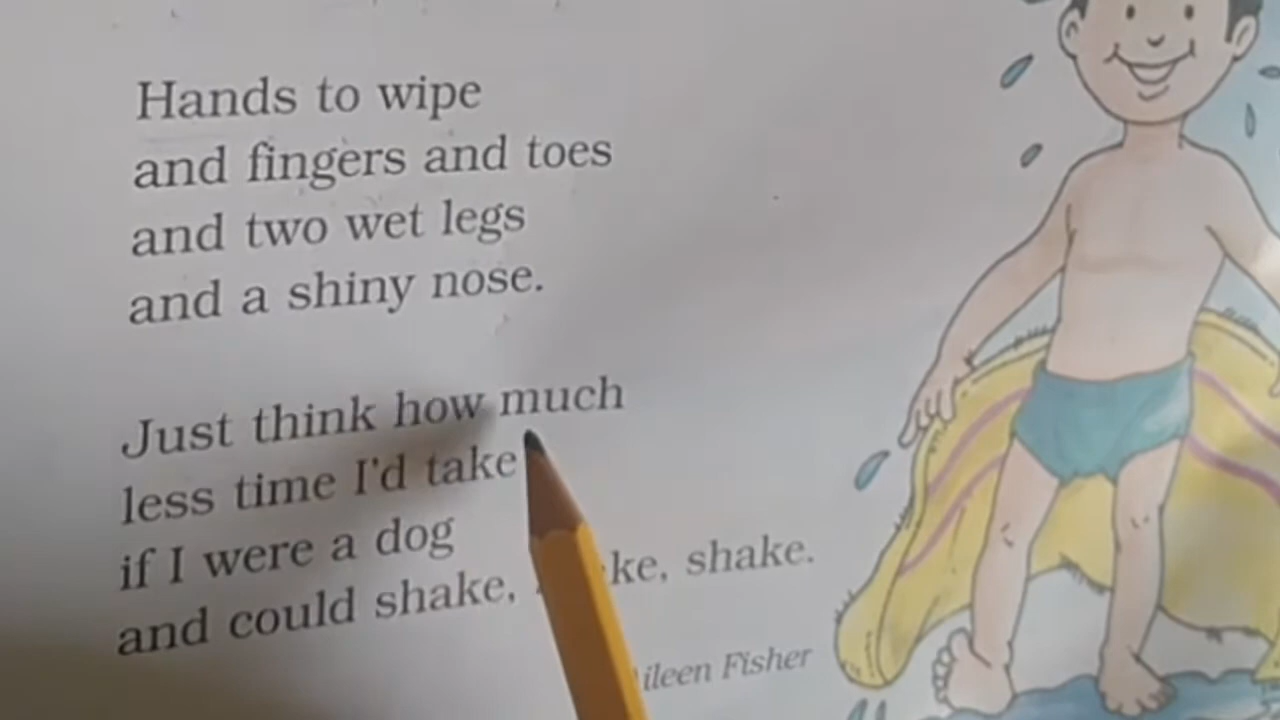 Hands to wipe
and fingers and toes
and two wet legs
and a shiny nose.
Just think how much
less time I'd take
if I were a dog
and could shake, ke, shake.
ileen Fisher